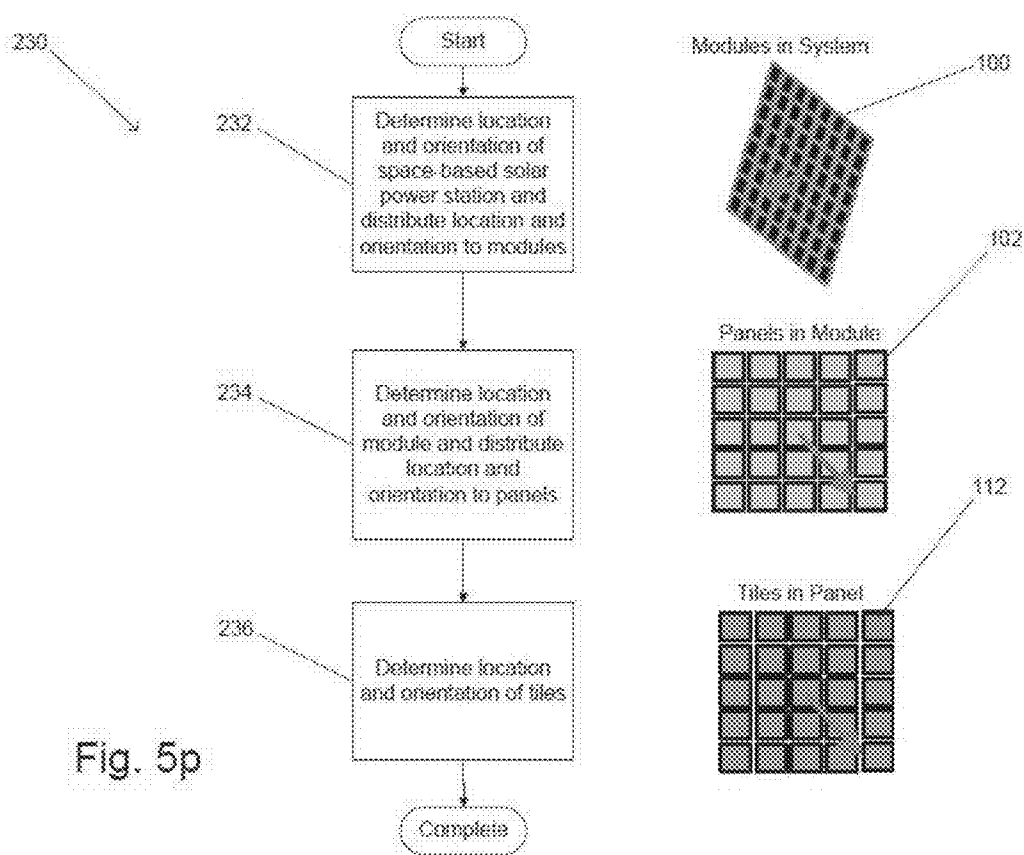 230
Start
Modules in System
100
232
Determine location
and orientation of
space-based solar
power station and
distribute location and
orientation to modules
102
Panels in Module
234
Determine location
and orientation of
module and distribute
location and
orientation to panels
112
Tiles in Panel
236
Determine location
and orientation of tiles
Fig. 5p
Complete